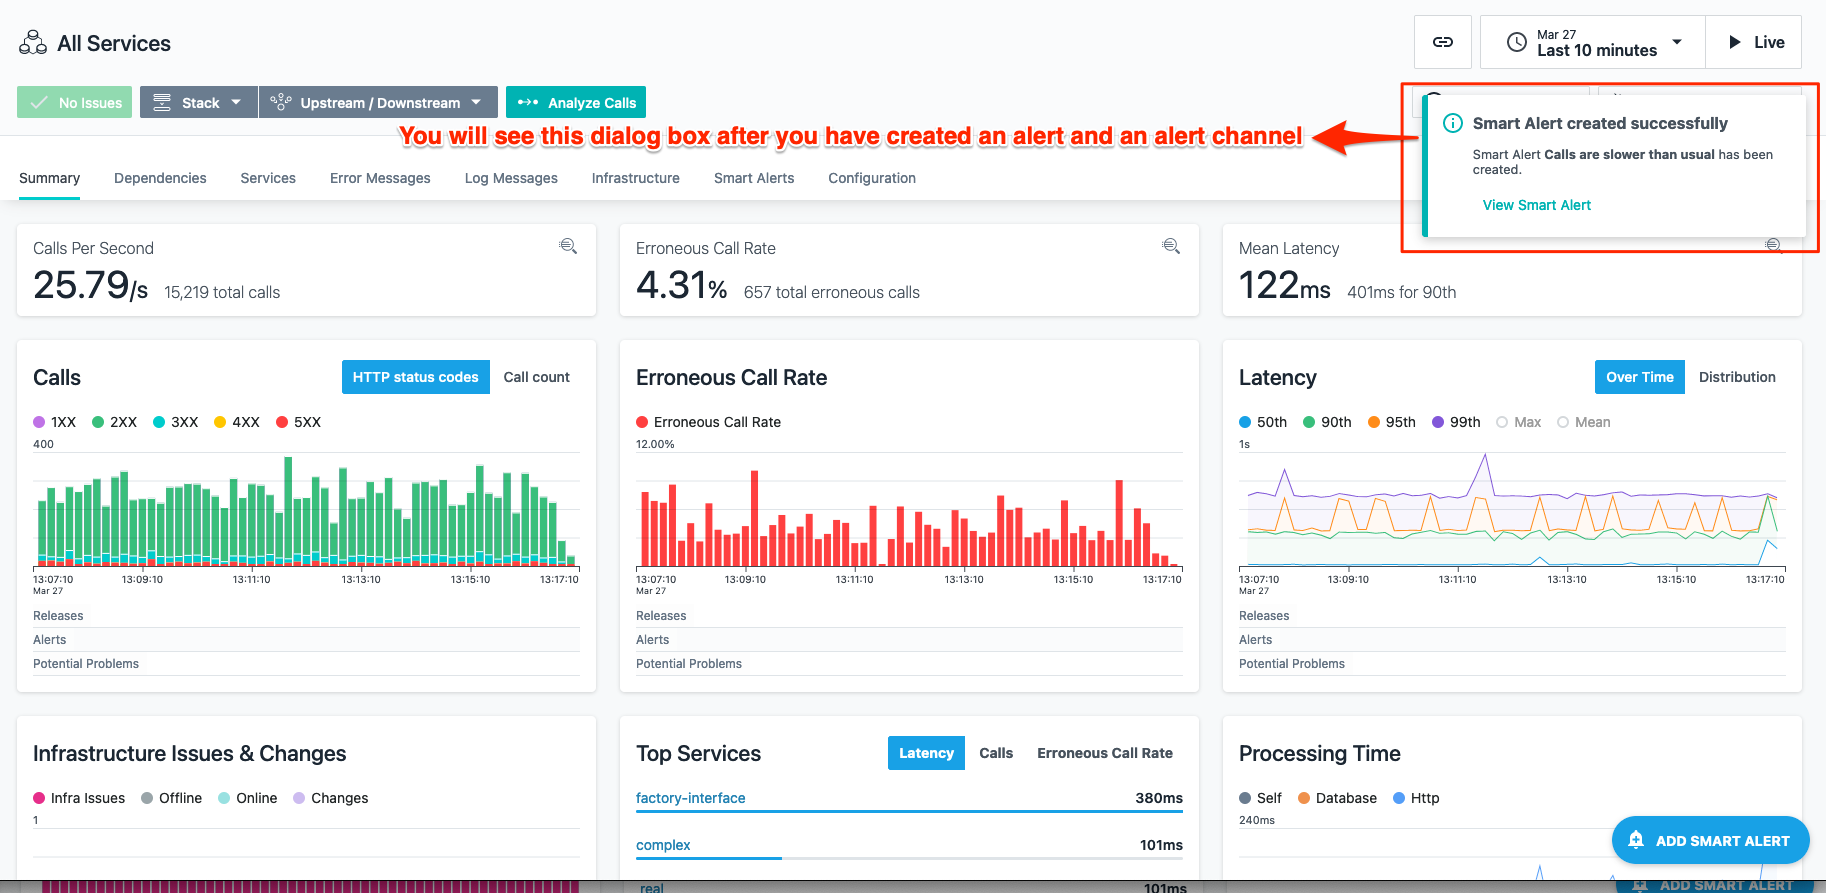 All Services
Mar 27
Last 10 minutes
Live
No Issues
Stack
Upstream / Downstream
Analyze Calls
You will see this dialog box after you have created an alert and an alert channel
Smart Alert created successfully
Smart Alert Calls are slower than usual has been
created.
View Smart Alert
Summary
Dependencies
Services
Error Messages
Log Messages
Infrastructure
Smart Alerts
Configuration
Calls Per Second
25.79/s 15,219 total calls
Erroneous Call Rate
4.31% 657 total erroneous calls
Mean Latency
122ms 401ms for 90th
Calls
HTTP status codes
Call count
1XX 2XX 3XX 4XX 5XX
400
13:07:10 13:09:10 13:11:10 13:13:10 13:15:10 13:17:10
Mar 27
Releases
Alerts
Potential Problems
Erroneous Call Rate
Erroneous Call Rate
12.00%
13:07:10 13:09:10 13:11:10 13:13:10 13:15:10 13:17:10
Mar 27
Releases
Alerts
Potential Problems
Latency
Over Time
Distribution
50th 90th 95th 99th Max Mean
1s
13:07:10 13:09:10 13:11:10 13:13:10 13:15:10 13:17:10
Mar 27
Releases
Alerts
Potential Problems
Infrastructure Issues & Changes
Infra Issues Offline Online Changes
1
Top Services
Latency
Calls
Erroneous Call Rate
factory-interface 380ms
complex 101ms
real 101ms
Processing Time
Self Database Http
240ms
ADD SMART ALERT
ADD SMART ALERT